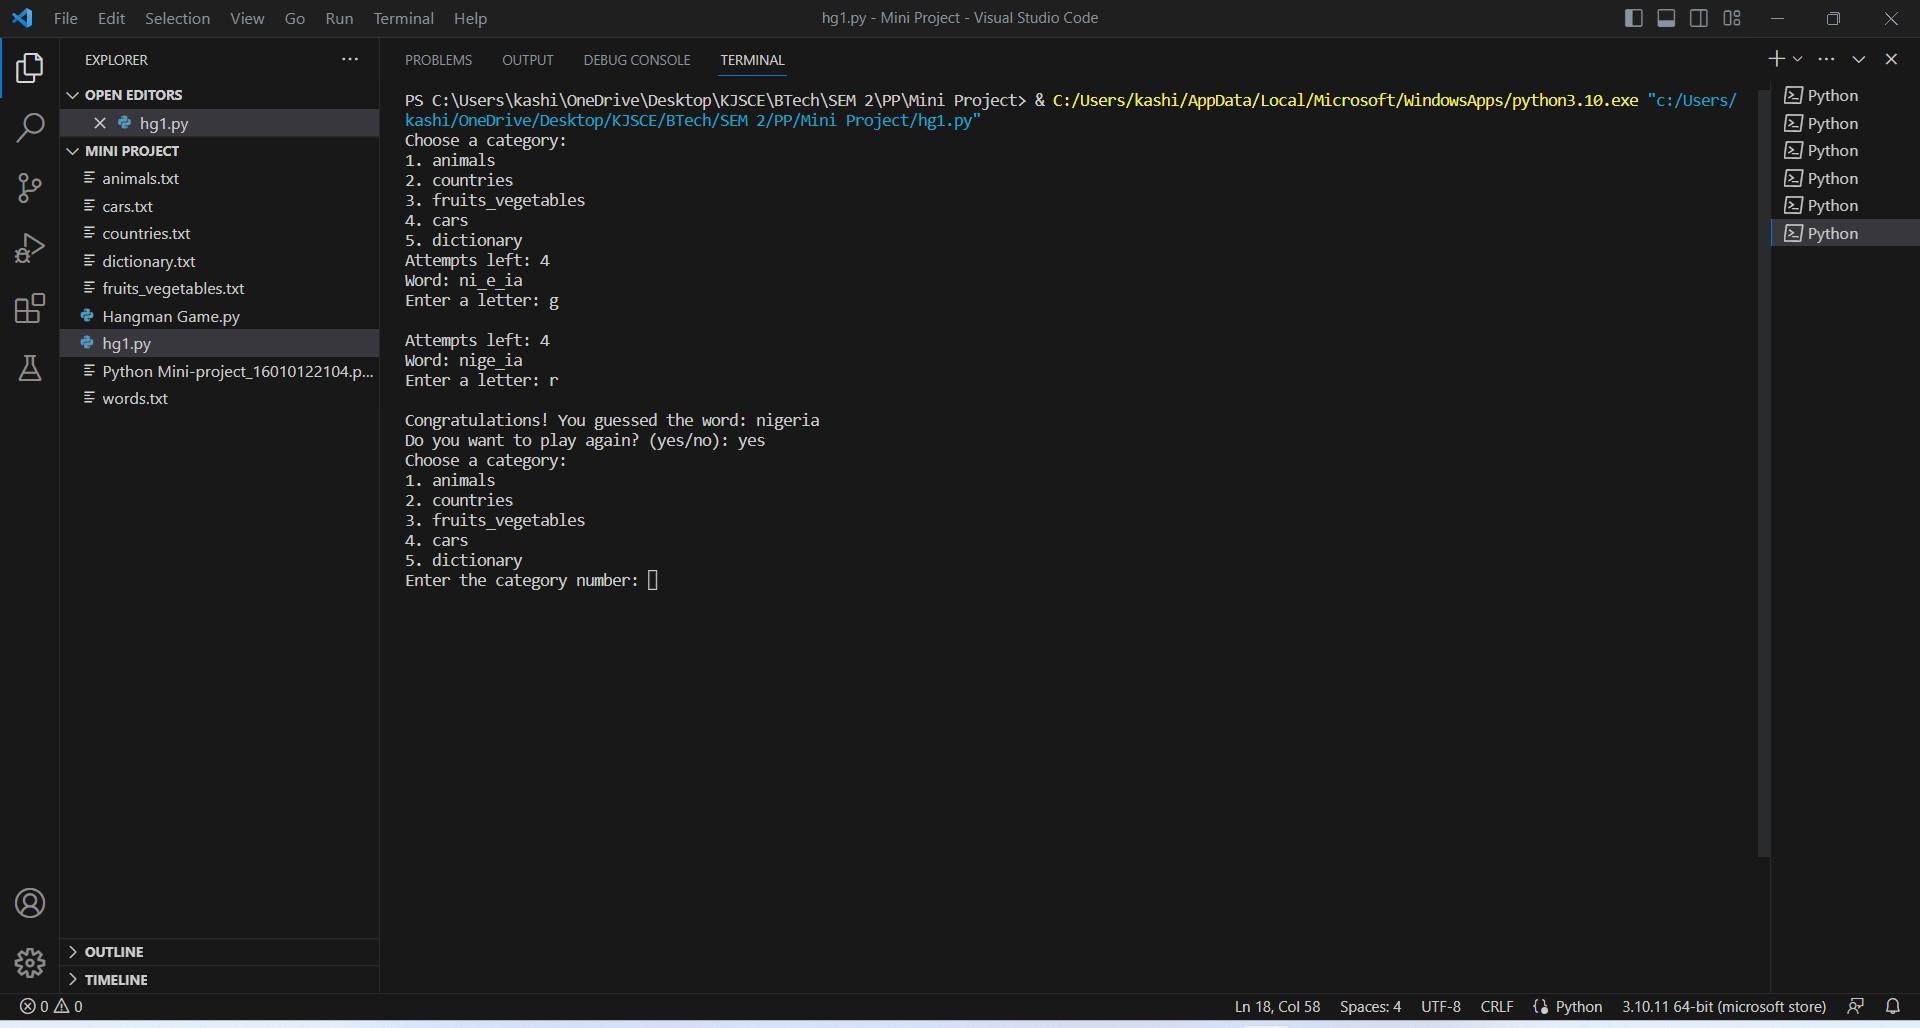 File Edit Selection View Go Run Terminal Help
hg1.py - Mini Project - Visual Studio Code
EXPLORER
OPEN EDITORS
hg1.py
MINI PROJECT
animals.txt
cars.txt
countries.txt
dictionary.txt
fruits_vegetables.txt
Hangman Game.py
hg1.py
Python Mini-project_16010122104.p...
words.txt
OUTLINE
TIMELINE
PROBLEMS OUTPUT DEBUG CONSOLE TERMINAL
PS C:\Users\kashi\OneDrive\Desktop\KJSCE\BTech\SEM 2\PP\Mini Project> & C:/Users/kashi/AppData/Local/Microsoft/WindowsApps/python3.10.exe "c:/Users/
kashi/OneDrive/Desktop/KJSCE/BTech/SEM 2/PP/Mini Project/hg1.py"
Choose a category:
1. animals
2. countries
3. fruits_vegetables
4. cars
5. dictionary
Attempts left: 4
Word: ni_e_ia
Enter a letter: g
Attempts left: 4
Word: nige_ia
Enter a letter: r
Congratulations! You guessed the word: nigeria
Do you want to play again? (yes/no): yes
Choose a category:
1. animals
2. countries
3. fruits_vegetables
4. cars
5. dictionary
Enter the category number:
Python
Python
Python
Python
Python
Python
0 0
Ln 18, Col 58 Spaces: 4 UTF-8 CRLF Python 3.10.11 64-bit (microsoft store)